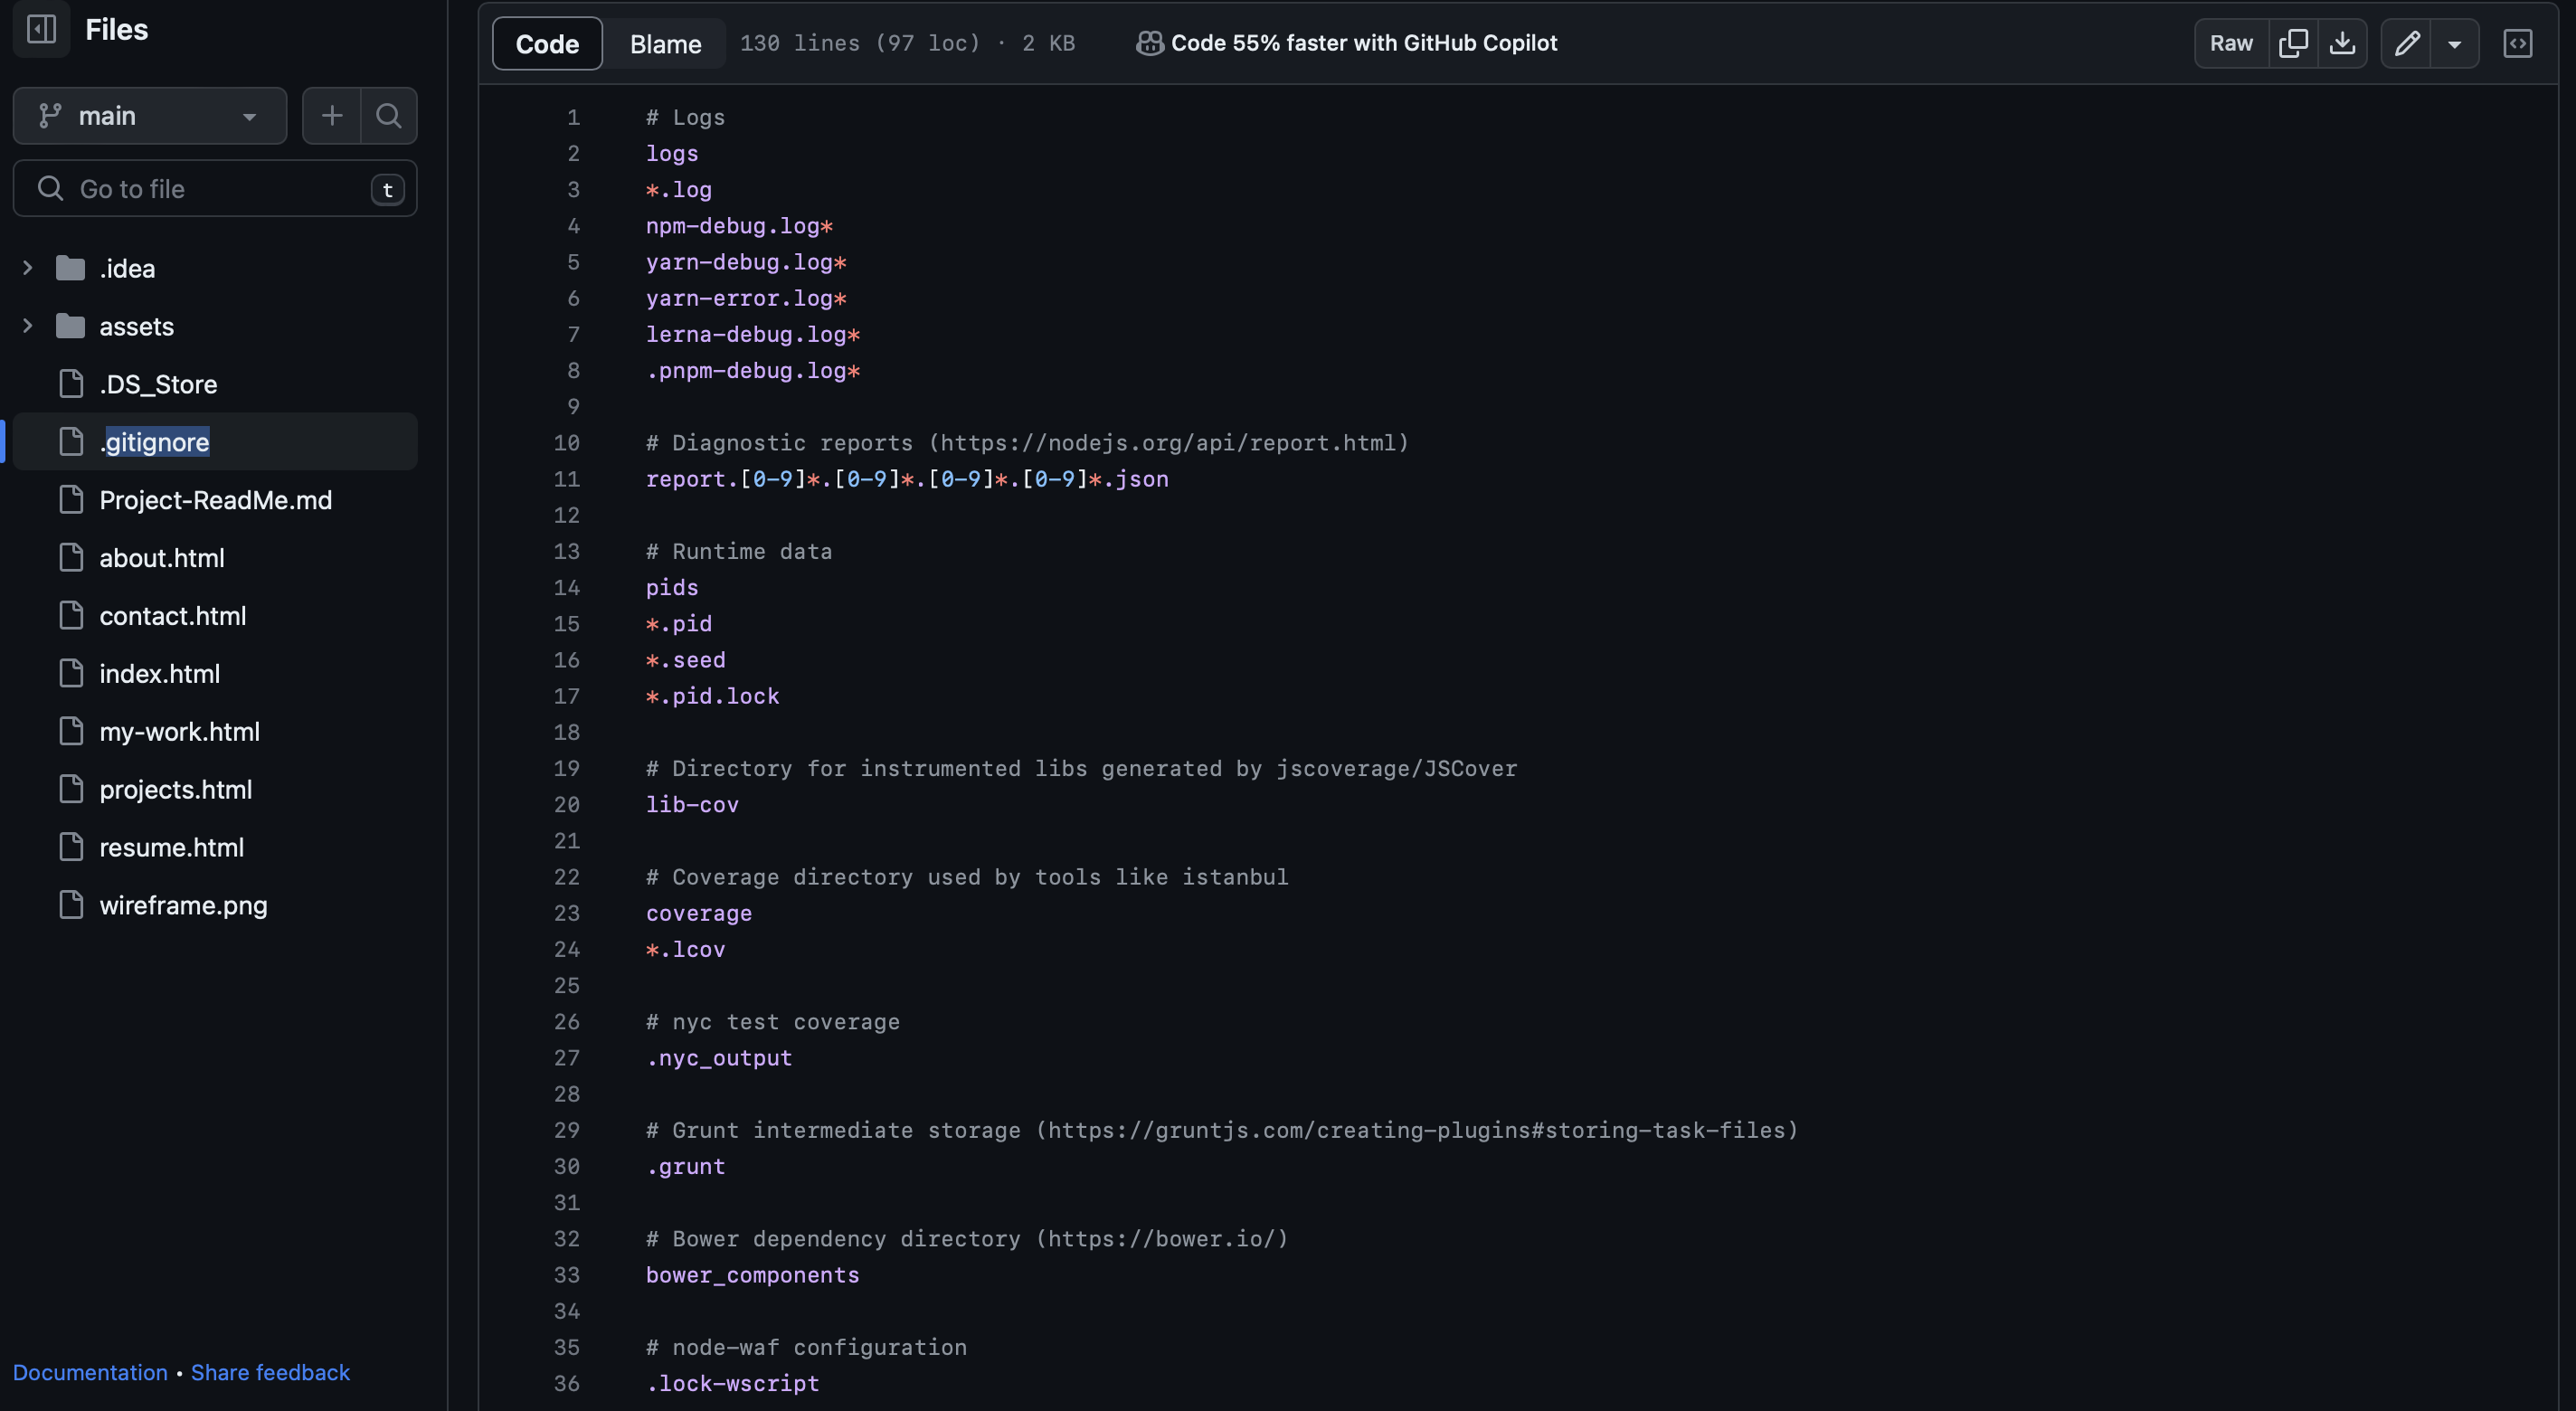 Files
main
Go to file
t
.idea
assets
.DS_Store
.gitignore
Project-ReadMe.md
about.html
contact.html
index.html
my-work.html
projects.html
resume.html
wireframe.png
Documentation • Share feedback
Code Blame 130 lines (97 loc) · 2 KB Code 55% faster with GitHub Copilot Raw
1 # Logs
2 logs
3 *.log
4 npm-debug.log*
5 yarn-debug.log*
6 yarn-error.log*
7 lerna-debug.log*
8 .pnpm-debug.log*
9
10 # Diagnostic reports (https://nodejs.org/api/report.html)
11 report.[0-9]*.[0-9]*.[0-9]*.[0-9]*.json
12
13 # Runtime data
14 pids
15 *.pid
16 *.seed
17 *.pid.lock
18
19 # Directory for instrumented libs generated by jscoverage/JSCover
20 lib-cov
21
22 # Coverage directory used by tools like istanbul
23 coverage
24 *.lcov
25
26 # nyc test coverage
27 .nyc_output
28
29 # Grunt intermediate storage (https://gruntjs.com/creating-plugins#storing-task-files)
30 .grunt
31
32 # Bower dependency directory (https://bower.io/)
33 bower_components
34
35 # node-waf configuration
36 .lock-wscript